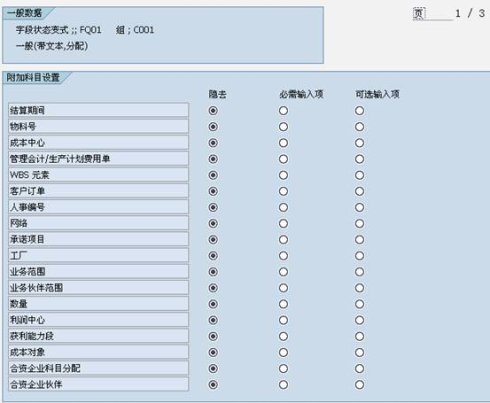 一般数据
页 1 / 3
字段状态变式 ;; FQ01 组 ; C001
一般(带文本,分配)
附加科目设置
隐去 必需输入项 可选输入项
结算期间
物料号
成本中心
管理会计/生产计划费用单
WBS 元素
客户订单
人事编号
网络
承诺项目
工厂
业务范围
业务伙伴范围
数量
利润中心
获利能力段
成本对象
合资企业科目分配
合资企业伙伴